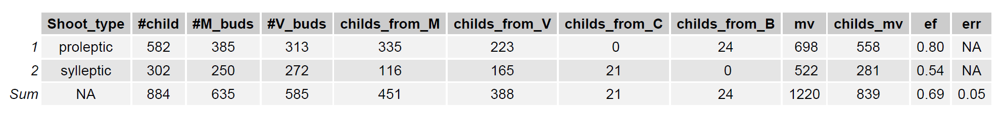 Shoot_type #child #M_buds #V_buds childs_from_M childs_from_V childs_from_C childs_from_B mv childs_mv ef err
1 proleptic 582 385 313 335 223 0 24 698 558 0.80 NA
2 sylleptic 302 250 272 116 165 21 0 522 281 0.54 NA
Sum NA 884 635 585 451 388 21 24 1220 839 0.69 0.05